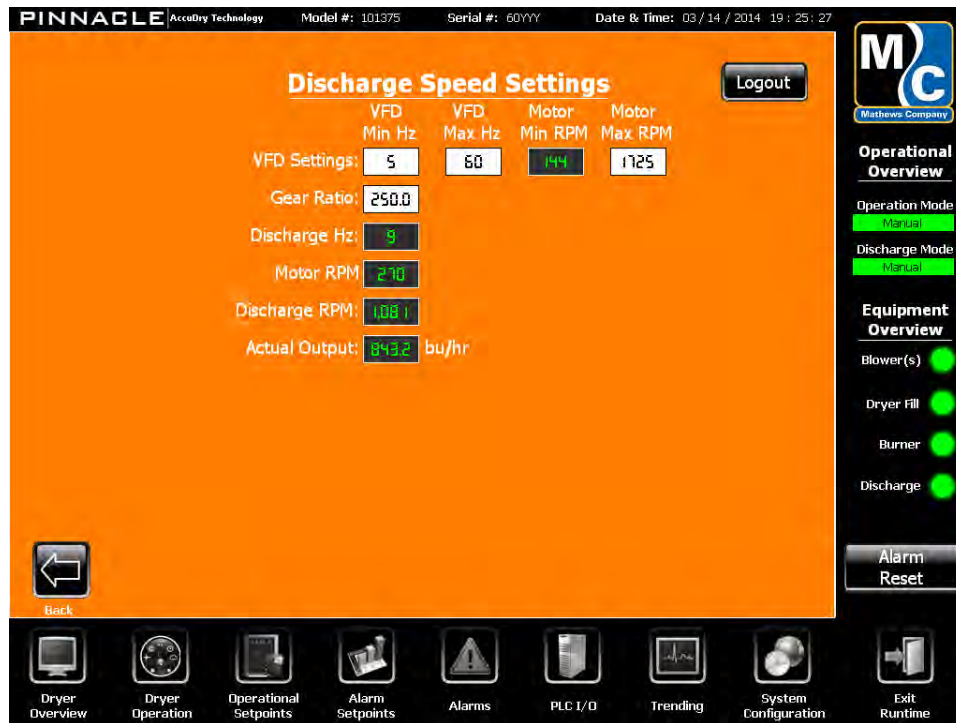 PINNACLE AccuDry Technology Model #: 101375 Serial #: 60YYY Date & Time: 03/14/2014 19:25:27
MC
Mathews Company
Discharge Speed Settings
Logout
VFD Min Hz VFD Max Hz Motor Min RPM Motor Max RPM
VFD Settings: 5 60 144 1725
Gear Ratio: 250.0
Discharge Hz: 9
Motor RPM 270
Discharge RPM: 1.081
Actual Output: 843.2 bu/hr
Operational
Overview
Operation Mode
Manual
Discharge Mode
Manual
Equipment
Overview
Blower(s)
Dryer Fill
Burner
Discharge
Alarm
Reset
Back
Dryer Overview
Dryer Operation
Operational Setpoints
Alarm Setpoints
Alarms
PLC I/O
Trending
System Configuration
Exit Runtime